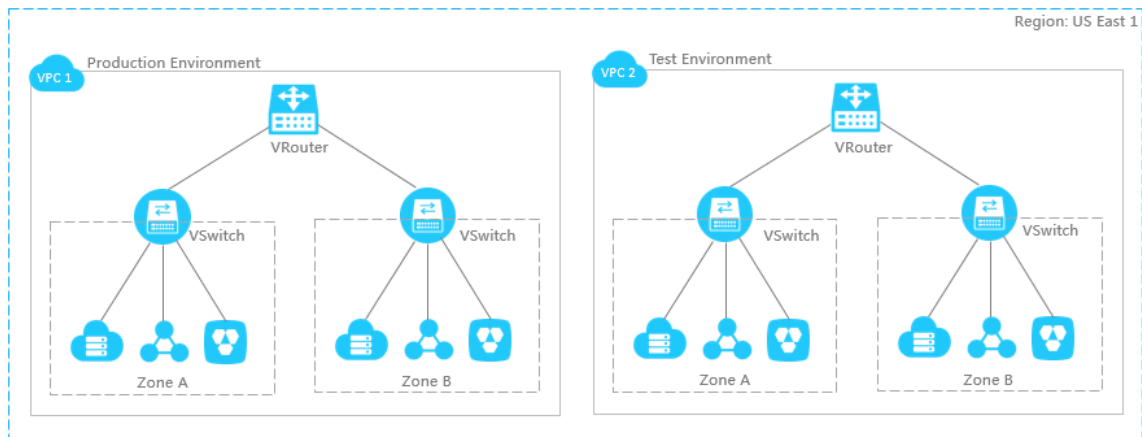 Region: US East 1
VPC 1
Production Environment
VRouter
VSwitch
VSwitch
Zone A
Zone B
VPC 2
Test Environment
VRouter
VSwitch
VSwitch
Zone A
Zone B